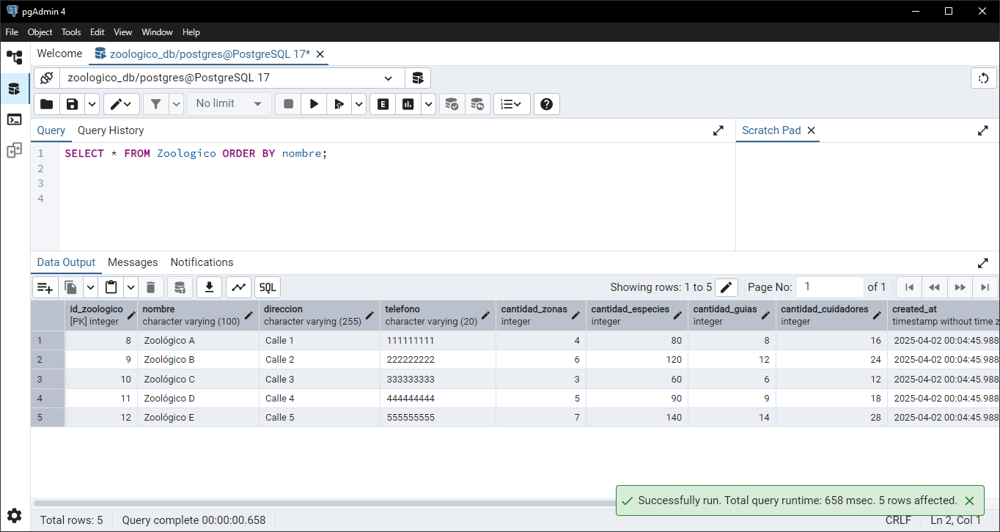 pgAdmin 4
File Object Tools Edit View Window Help
Welcome zoologico_db/postgres@PostgreSQL 17*
zoologico_db/postgres@PostgreSQL 17
No limit E
Query Query History Scratch Pad
1 SELECT * FROM Zoologico ORDER BY nombre;
2
3
4
Data Output Messages Notifications
SQL Showing rows: 1 to 5 Page No: 1 of 1
id_zoologico nombre direccion telefono cantidad_zonas cantidad_especies cantidad_guias cantidad_cuidadores created_at
[PK] integer character varying (100) character varying (255) character varying (20) integer integer integer integer timestamp without time z
1 8 Zoológico A Calle 1 111111111 4 80 8 16 2025-04-02 00:04:45.988
2 9 Zoológico B Calle 2 222222222 6 120 12 24 2025-04-02 00:04:45.988
3 10 Zoológico C Calle 3 333333333 3 60 6 12 2025-04-02 00:04:45.988
4 11 Zoológico D Calle 4 444444444 5 90 9 18 2025-04-02 00:04:45.988
5 12 Zoológico E Calle 5 555555555 7 140 14 28 2025-04-02 00:04:45.988
Successfully run. Total query runtime: 658 msec. 5 rows affected.
Total rows: 5 Query complete 00:00:00.658 CRLF Ln 2, Col 1